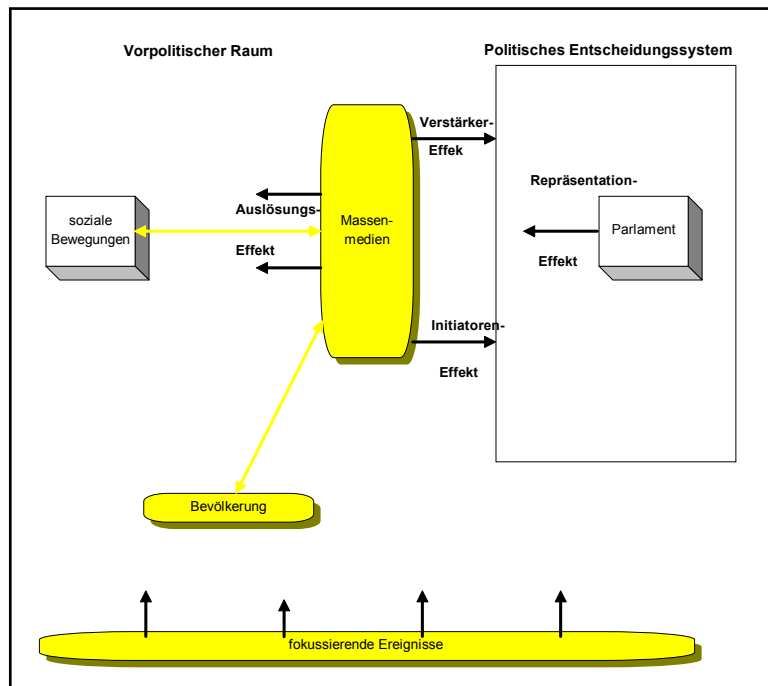 Vorpolitischer Raum
Politisches Entscheidungssystem
Verstärker-
Effek
Repräsentation-
Effekt
Parlament
soziale
Bewegungen
Auslösungs-
Effekt
Massen-
medien
Initiatoren-
Effekt
Bevölkerung
fokussierende Ereignisse